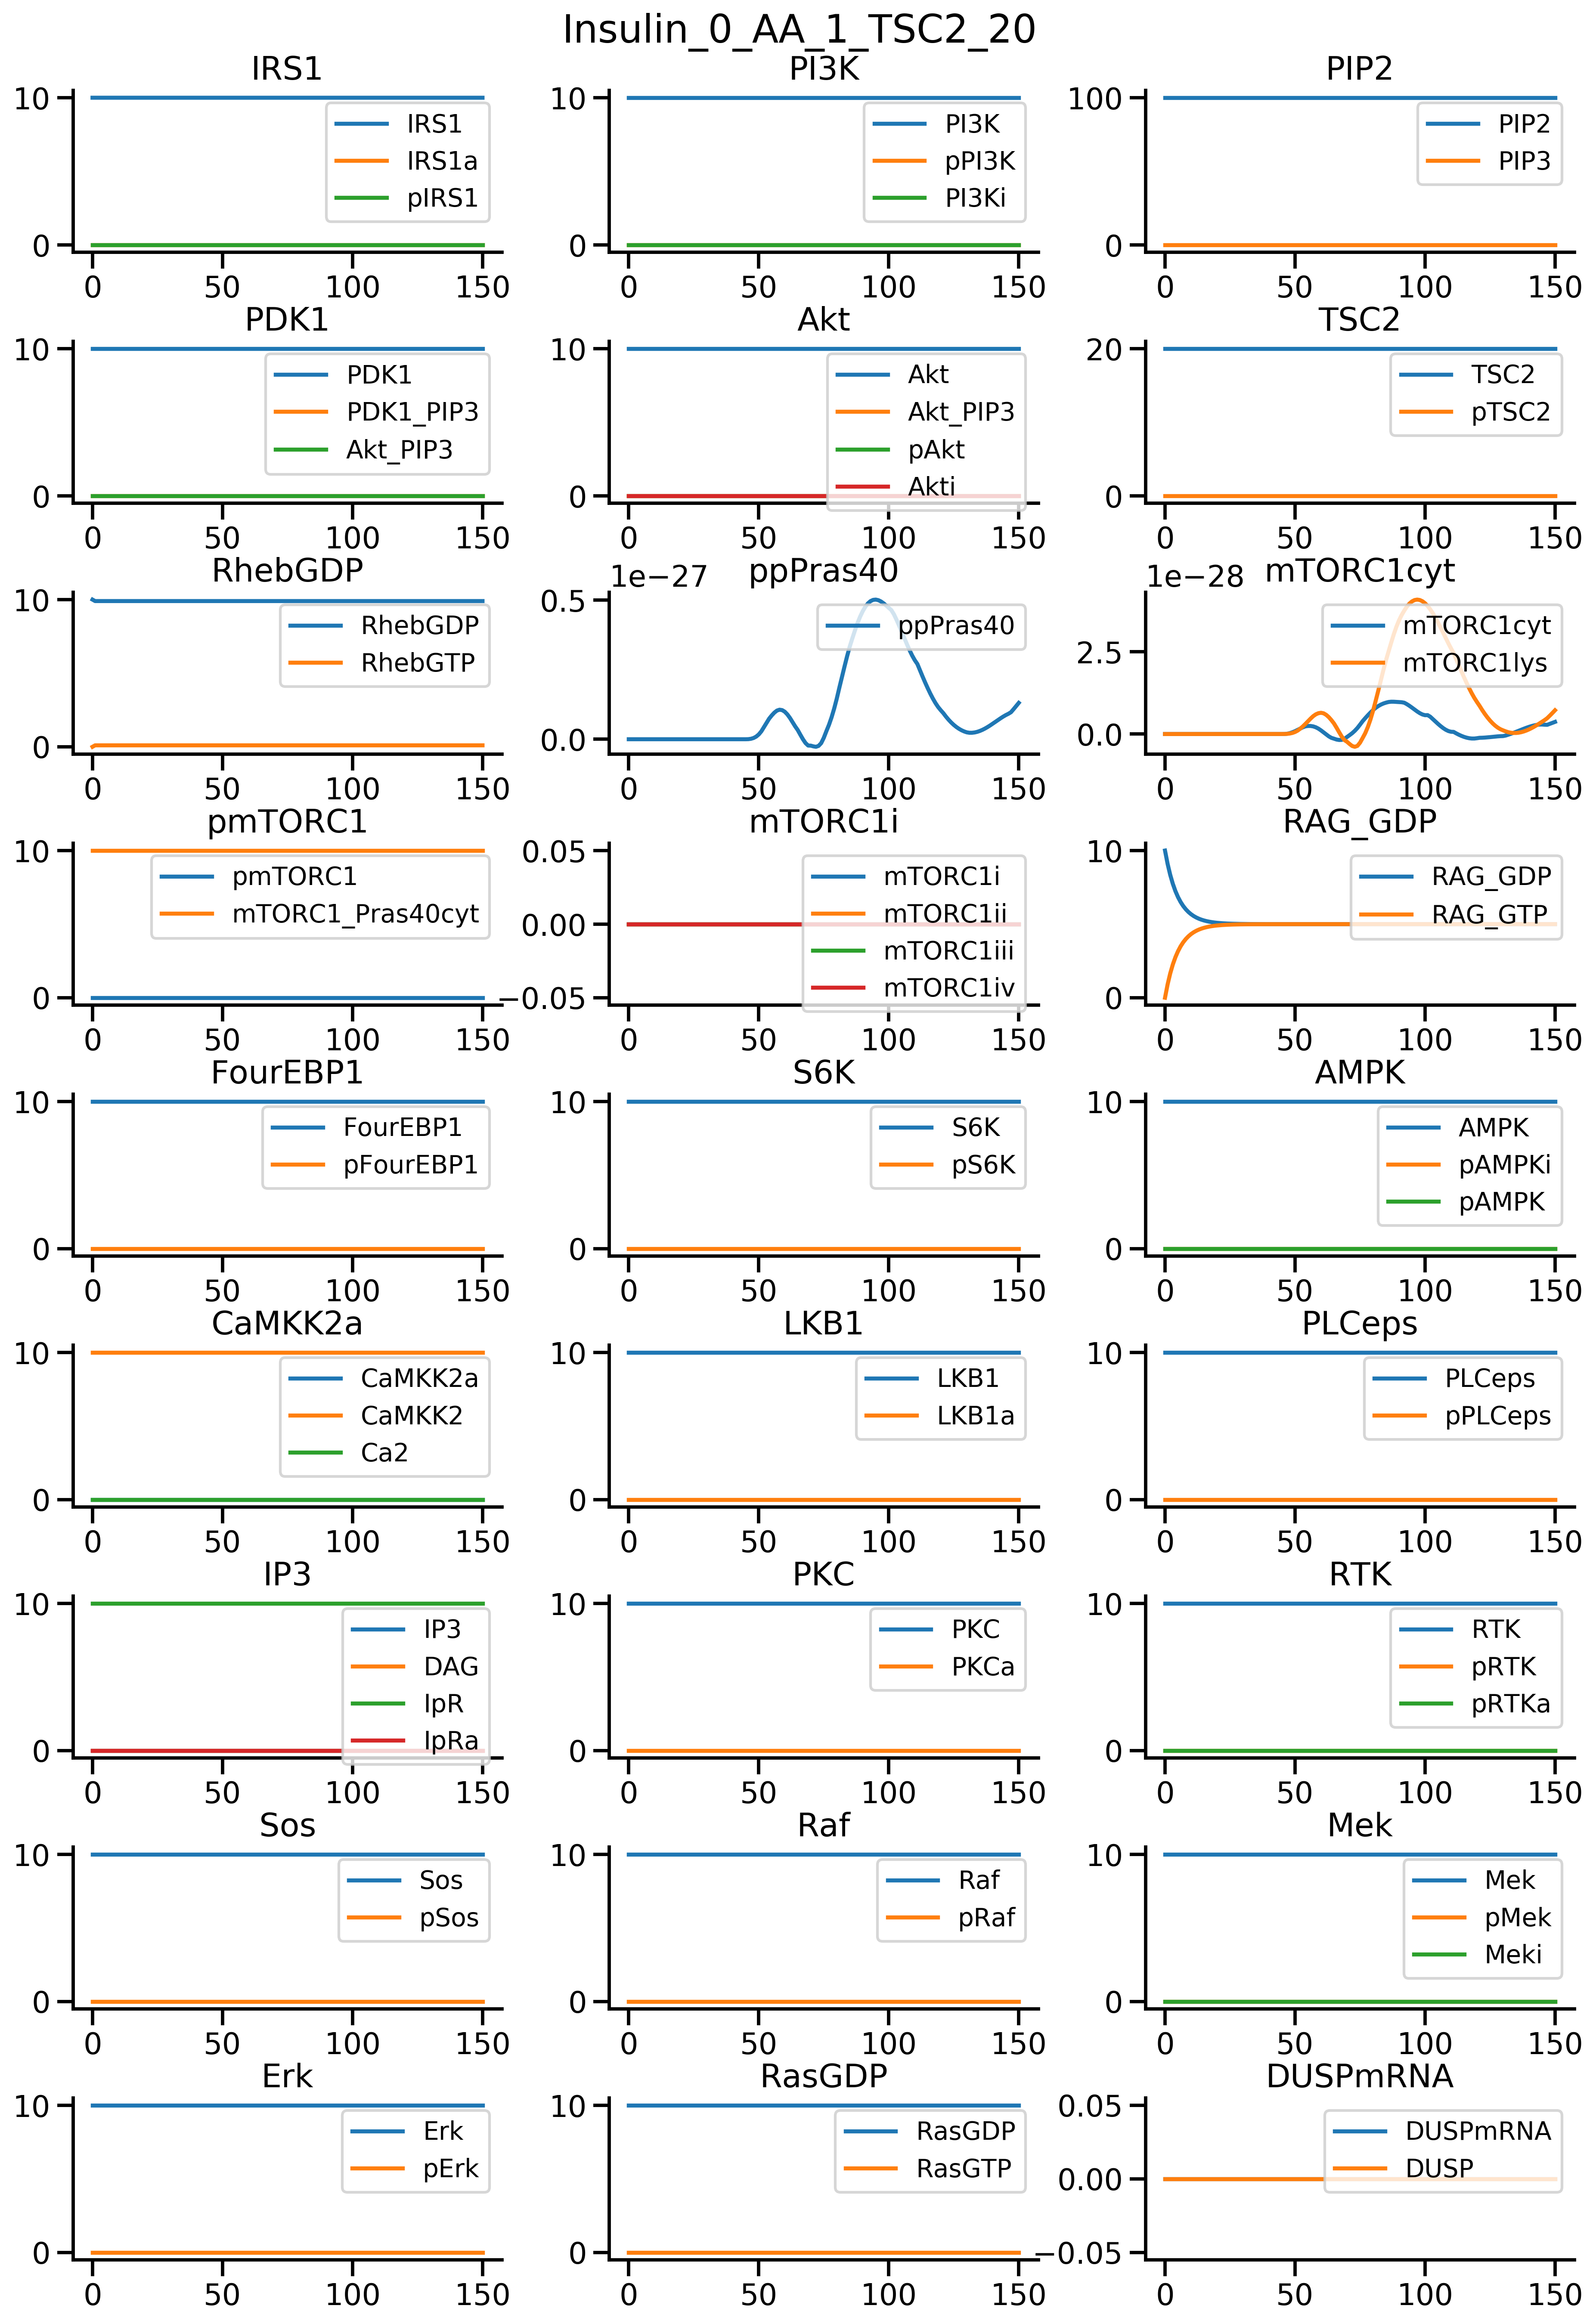 Insulin_0_AA_1_TSC2_20
IRS1
10
0
0 50 100 150
IRS1
IRS1a
pIRS1
PI3K
10
0
0 50 100 150
PI3K
pPI3K
PI3Ki
PIP2
100
0
0 50 100 150
PIP2
PIP3
PDK1
10
0
0 50 100 150
PDK1
PDK1_PIP3
Akt_PIP3
Akt
10
0
0 50 100 150
Akt
Akt_PIP3
pAkt
Akti
TSC2
20
0
0 50 100 150
TSC2
pTSC2
RhebGDP
10
0
0 50 100 150
RhebGDP
RhebGTP
1e−27 ppPras40
0.5
0.0
0 50 100 150
ppPras40
1e−28 mTORC1cyt
2.5
0.0
0 50 100 150
mTORC1cyt
mTORC1lys
pmTORC1
10
0
0 50 100 150
pmTORC1
mTORC1_Pras40cyt
mTORC1i
0.05
0.00
−0.05
0 50 100 150
mTORC1i
mTORC1ii
mTORC1iii
mTORC1iv
RAG_GDP
10
0
0 50 100 150
RAG_GDP
RAG_GTP
FourEBP1
10
0
0 50 100 150
FourEBP1
pFourEBP1
S6K
10
0
0 50 100 150
S6K
pS6K
AMPK
10
0
0 50 100 150
AMPK
pAMPKi
pAMPK
CaMKK2a
10
0
0 50 100 150
CaMKK2a
CaMKK2
Ca2
LKB1
10
0
0 50 100 150
LKB1
LKB1a
PLCeps
10
0
0 50 100 150
PLCeps
pPLCeps
IP3
10
0
0 50 100 150
IP3
DAG
IpR
IpRa
PKC
10
0
0 50 100 150
PKC
PKCa
RTK
10
0
0 50 100 150
RTK
pRTK
pRTKa
Sos
10
0
0 50 100 150
Sos
pSos
Raf
10
0
0 50 100 150
Raf
pRaf
Mek
10
0
0 50 100 150
Mek
pMek
Meki
Erk
10
0
0 50 100 150
Erk
pErk
RasGDP
10
0
0 50 100 150
RasGDP
RasGTP
DUSPmRNA
0.05
0.00
−0.05
0 50 100 150
DUSPmRNA
DUSP